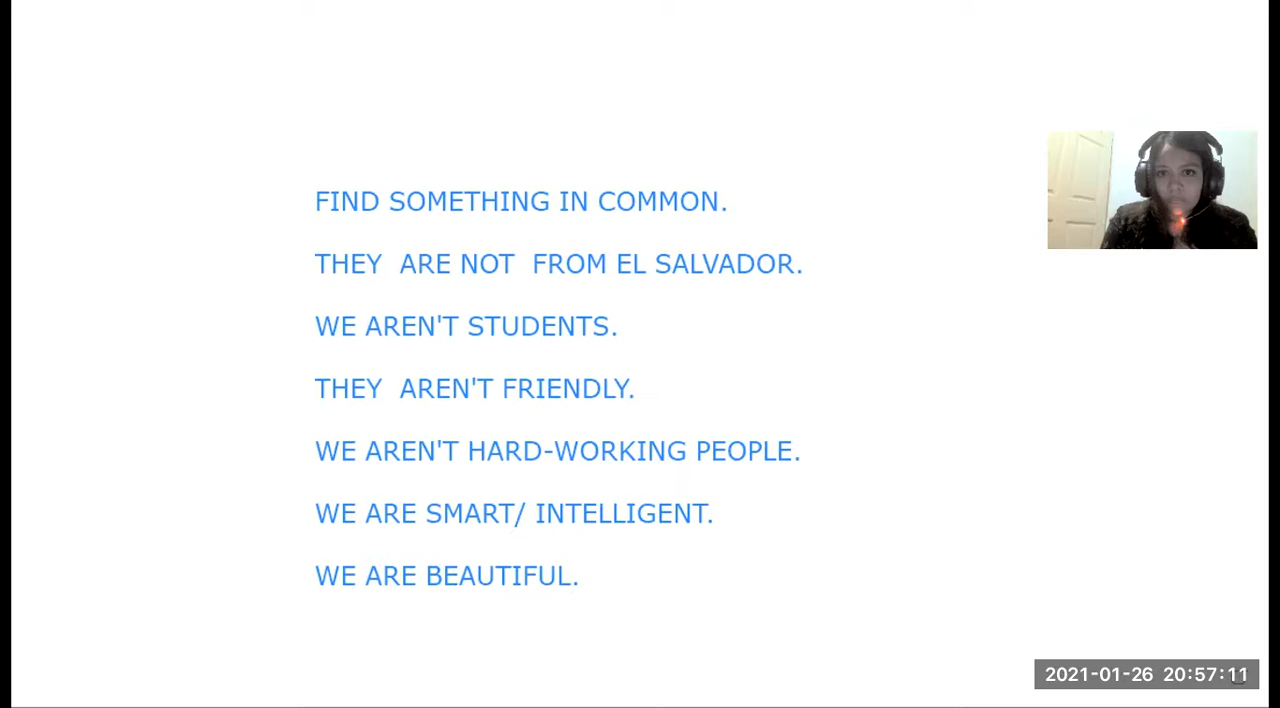 FIND SOMETHING IN COMMON.
THEY  ARE NOT  FROM EL SALVADOR.
WE AREN'T STUDENTS.
THEY  AREN'T FRIENDLY.
WE AREN'T HARD-WORKING PEOPLE.
WE ARE SMART/ INTELLIGENT.
WE ARE BEAUTIFUL.
2021-01-26 20:57:11